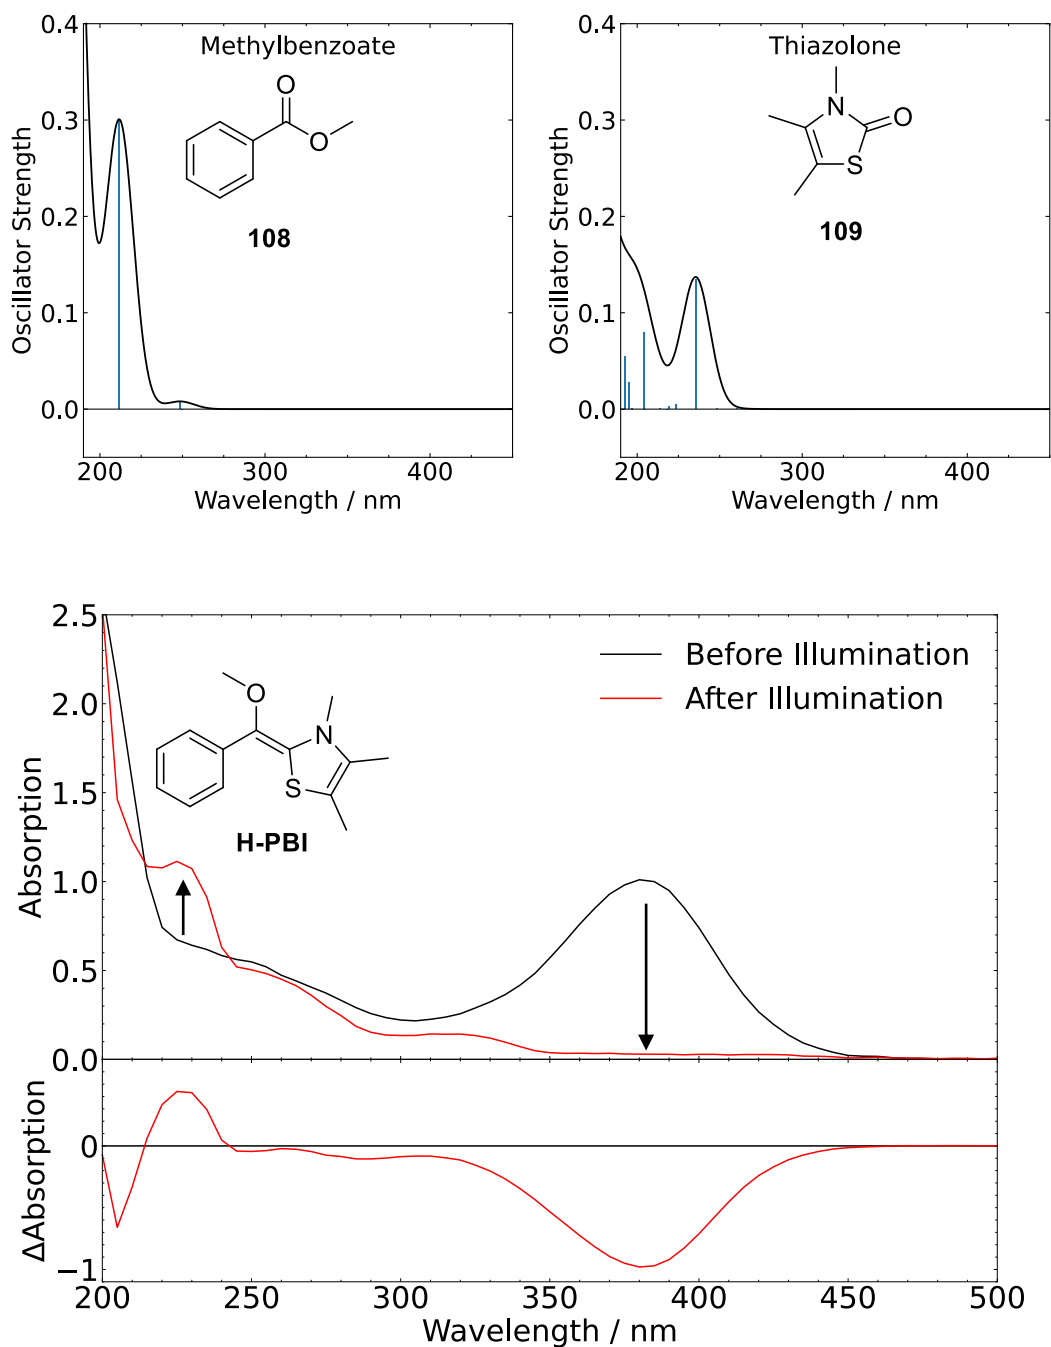 Methylbenzoate
O
O
108
0.4
0.3
0.2
0.1
0.0
Oscillator Strength
200
300
400
Wavelength / nm
Thiazolone
N
O
S
109
0.4
0.3
0.2
0.1
0.0
Oscillator Strength
200
300
400
Wavelength / nm
2.5
2.0
1.5
1.0
0.5
0.0
Absorption
Before Illumination
After Illumination
O
N
S
H-PBI
0
−1
ΔAbsorption
200
250
300
350
400
450
500
Wavelength / nm